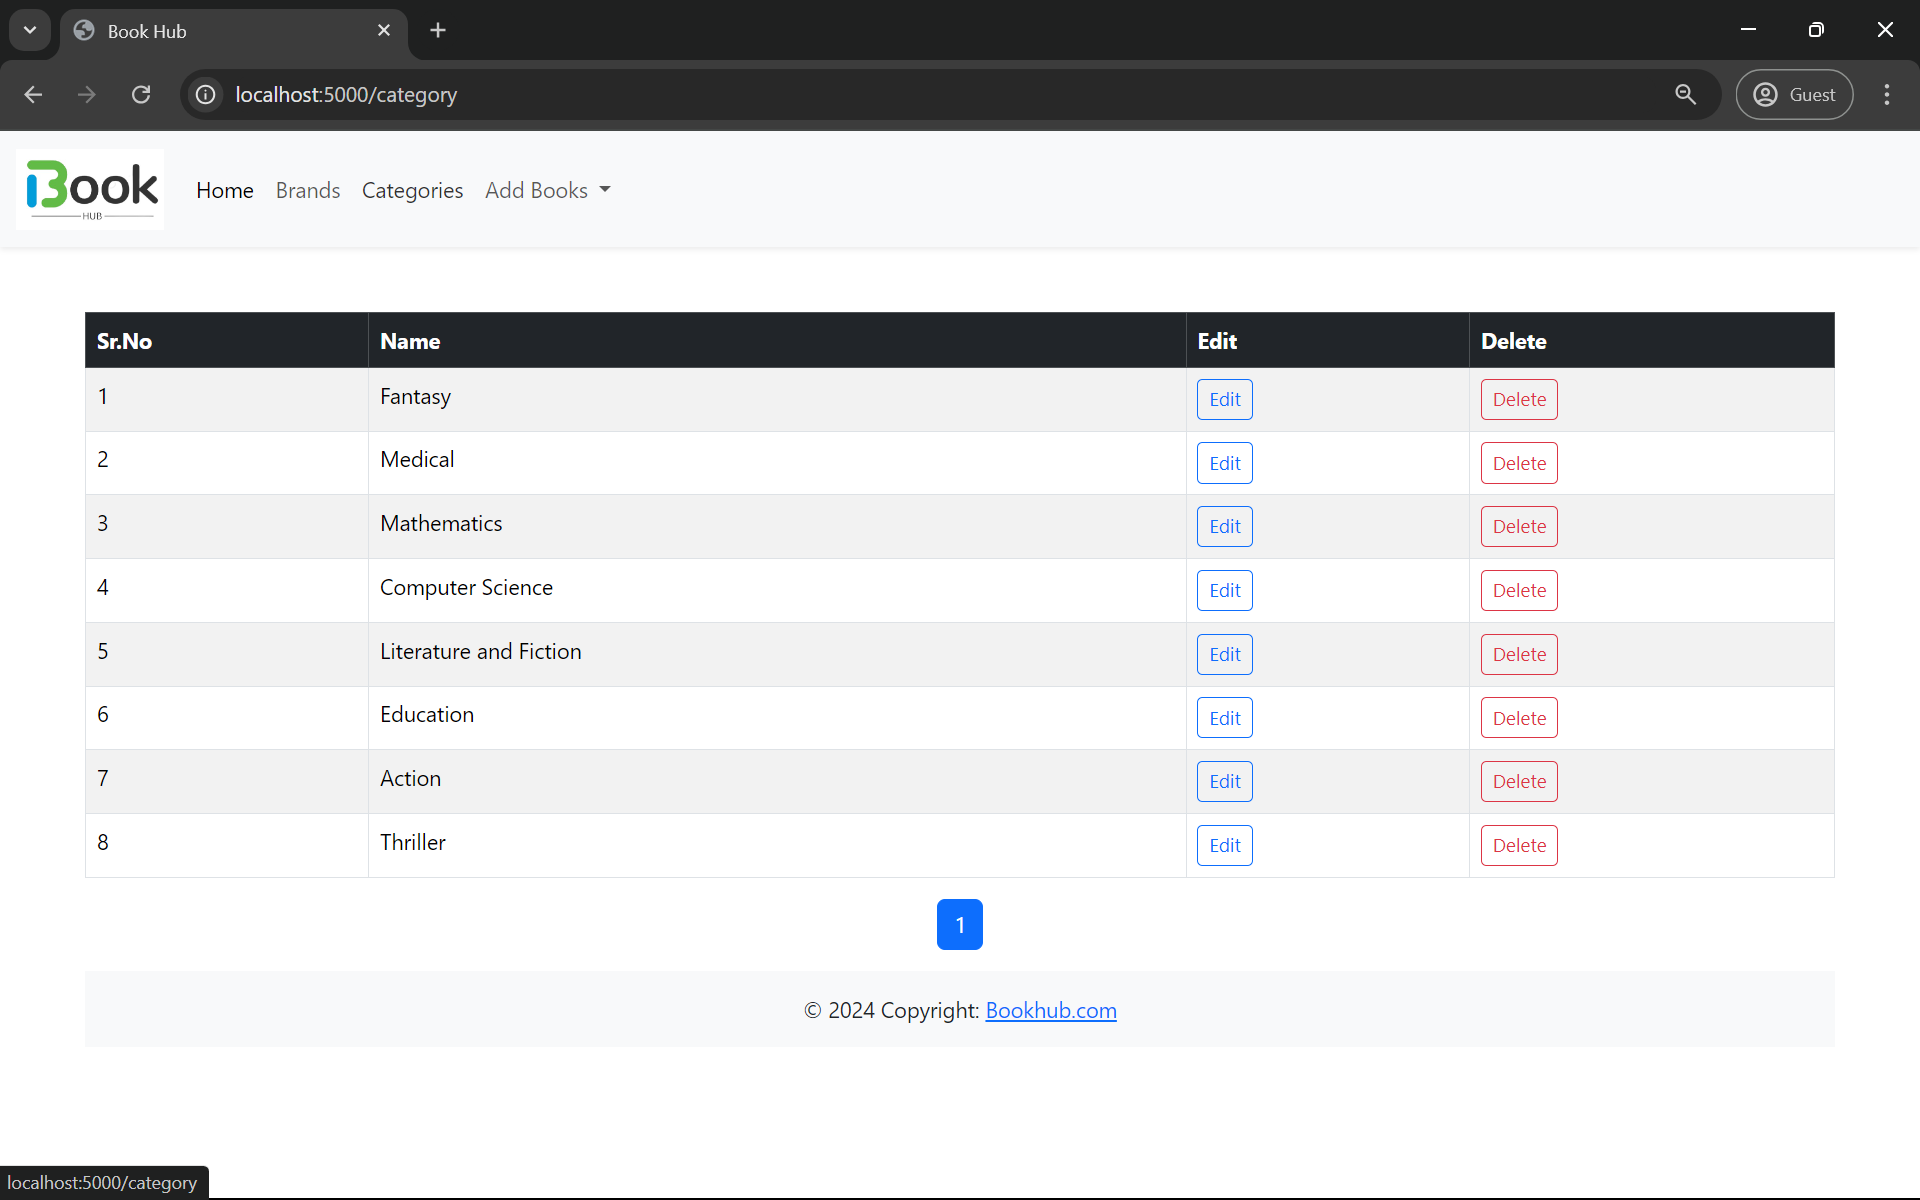 Book Hub
localhost:5000/category
Guest
Book
HUB
Home Brands Categories Add Books
Sr.No Name Edit Delete
1 Fantasy Edit Delete
2 Medical Edit Delete
3 Mathematics Edit Delete
4 Computer Science Edit Delete
5 Literature and Fiction Edit Delete
6 Education Edit Delete
7 Action Edit Delete
8 Thriller Edit Delete
1
© 2024 Copyright: Bookhub.com
localhost:5000/category